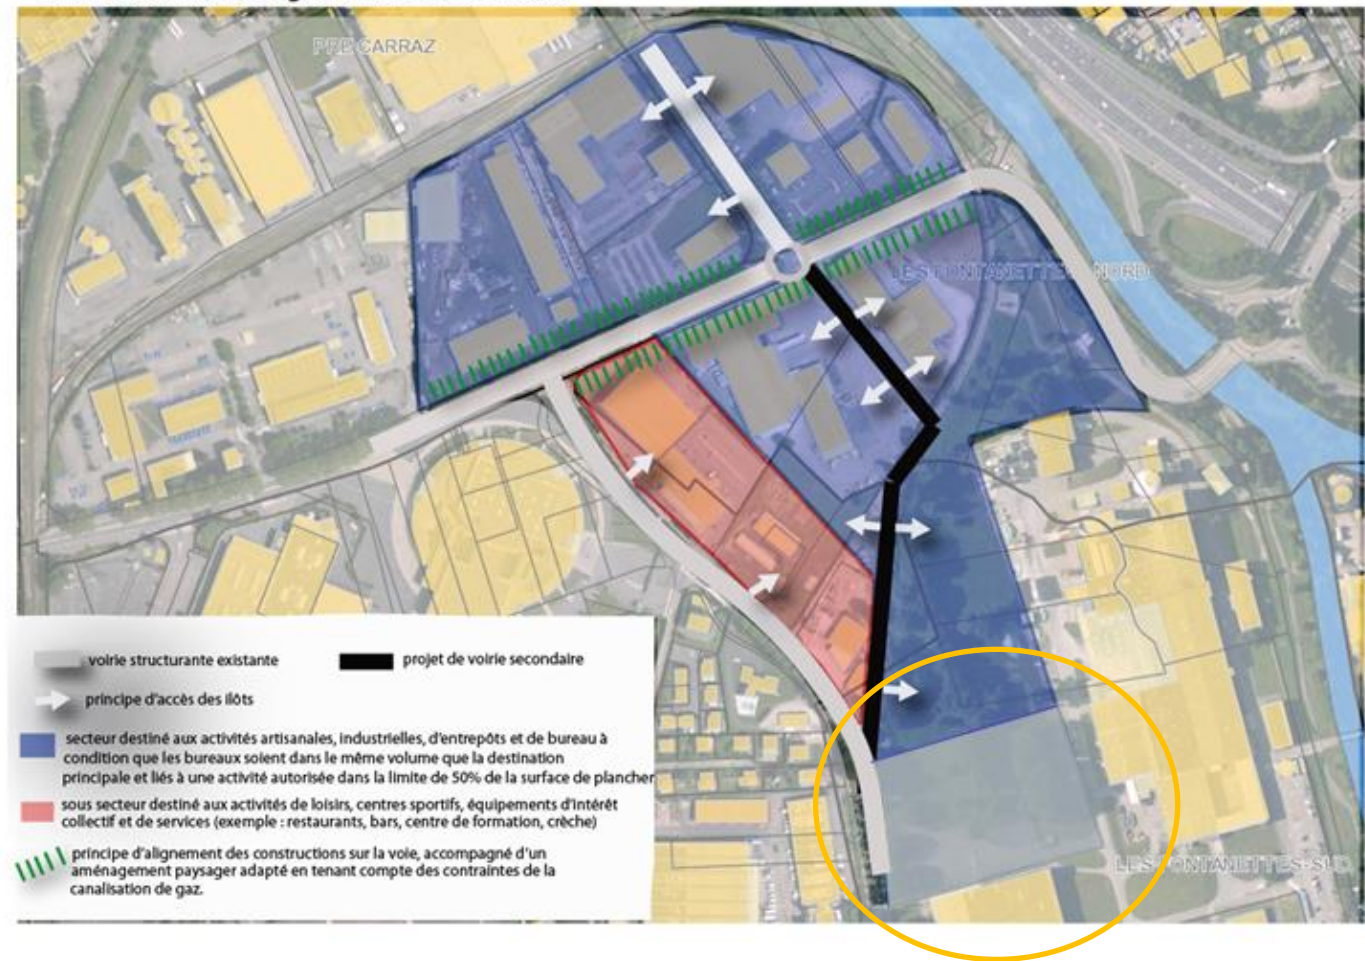 PRE CARRAZ
LES FONTANETTES NORD
voirie structurante existante
projet de voirie secondaire
principe d'accès des ilôts
secteur destiné aux activités artisanales, industrielles, d'entrepôts et de bureau à
condition que les bureaux soient dans le même volume que la destination
principale et liés à une activité autorisée dans la limite de 50% de la surface de plancher
sous secteur destiné aux activités de loisirs, centres sportifs, équipements d'intérêt
collectif et de services (exemple : restaurants, bars, centre de formation, crèche)
principe d'alignement des constructions sur la voie, accompagné d'un
aménagement paysager adapté en tenant compte des contraintes de la
canalisation de gaz.
LES FONTANETTES-SUD